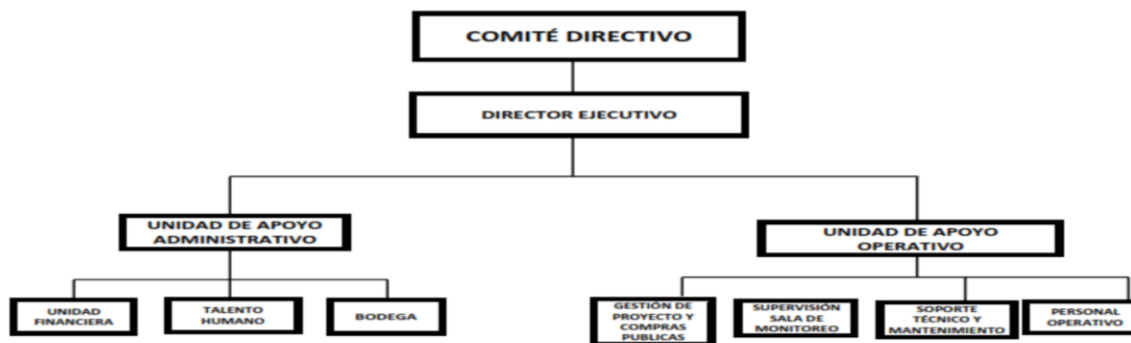 COMITÉ DIRECTIVO
DIRECTOR EJECUTIVO
UNIDAD DE APOYO
ADMINISTRATIVO
UNIDAD DE APOYO
OPERATIVO
UNIDAD
FINANCIERA
TALENTO
HUMANO
BODEGA
GESTIÓN DE
PROYECTO Y
COMPRAS
PUBLICAS
SUPERVISIÓN
SALA DE
MONITOREO
SOPORTE
TÉCNICO Y
MANTENIMIENTO
PERSONAL
OPERATIVO